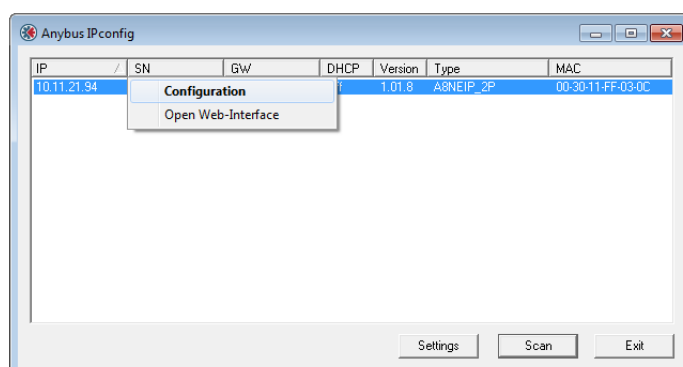 Anybus IPconfig
IP / SN GW DHCP Version Type MAC
10.11.21.94 1.01.8 A8NEIP_2P 00-30-11-FF-03-0C
Configuration
Open Web-Interface
Settings Scan Exit